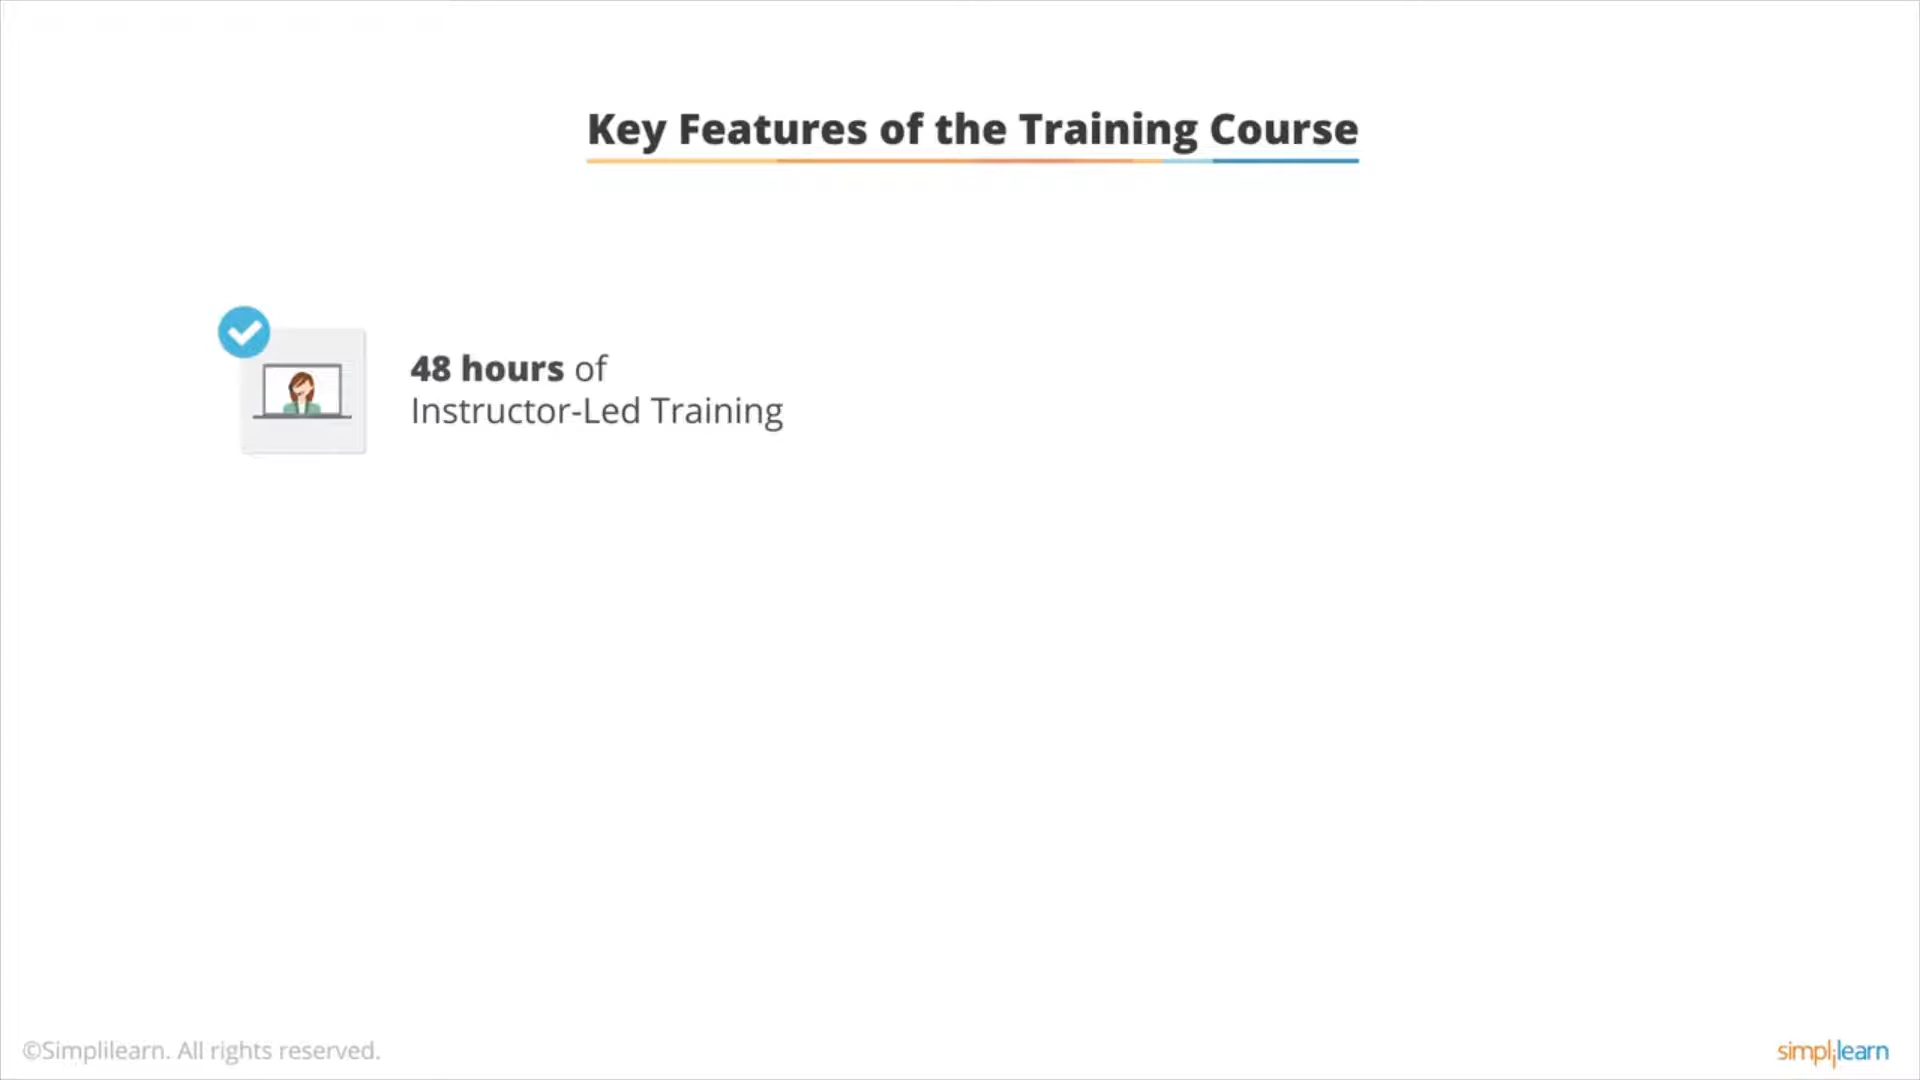 Key Features of the Training Course
48 hours of
Instructor-Led Training
©Simplilearn. All rights reserved.
simplilearn